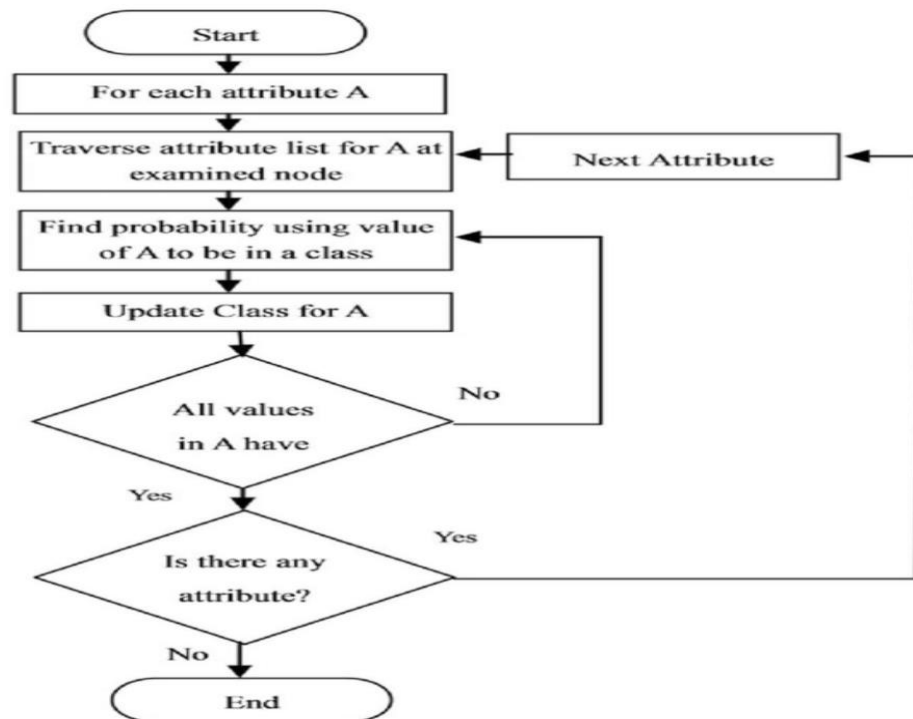 Start
For each attribute A
Traverse attribute list for A at
examined node
Next Attribute
Find probability using value
of A to be in a class
Update Class for A
All values
in A have
No
Yes
Is there any
attribute?
Yes
No
End